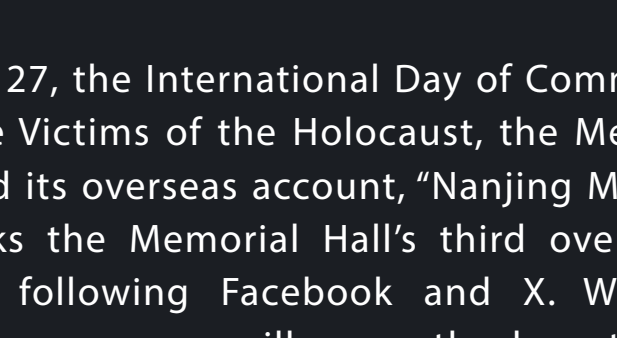 27, the International Day of Comm
Victims of the Holocaust, the Me
its overseas account, “Nanjing M
ks the Memorial Hall’s third ove
following Facebook and X. W